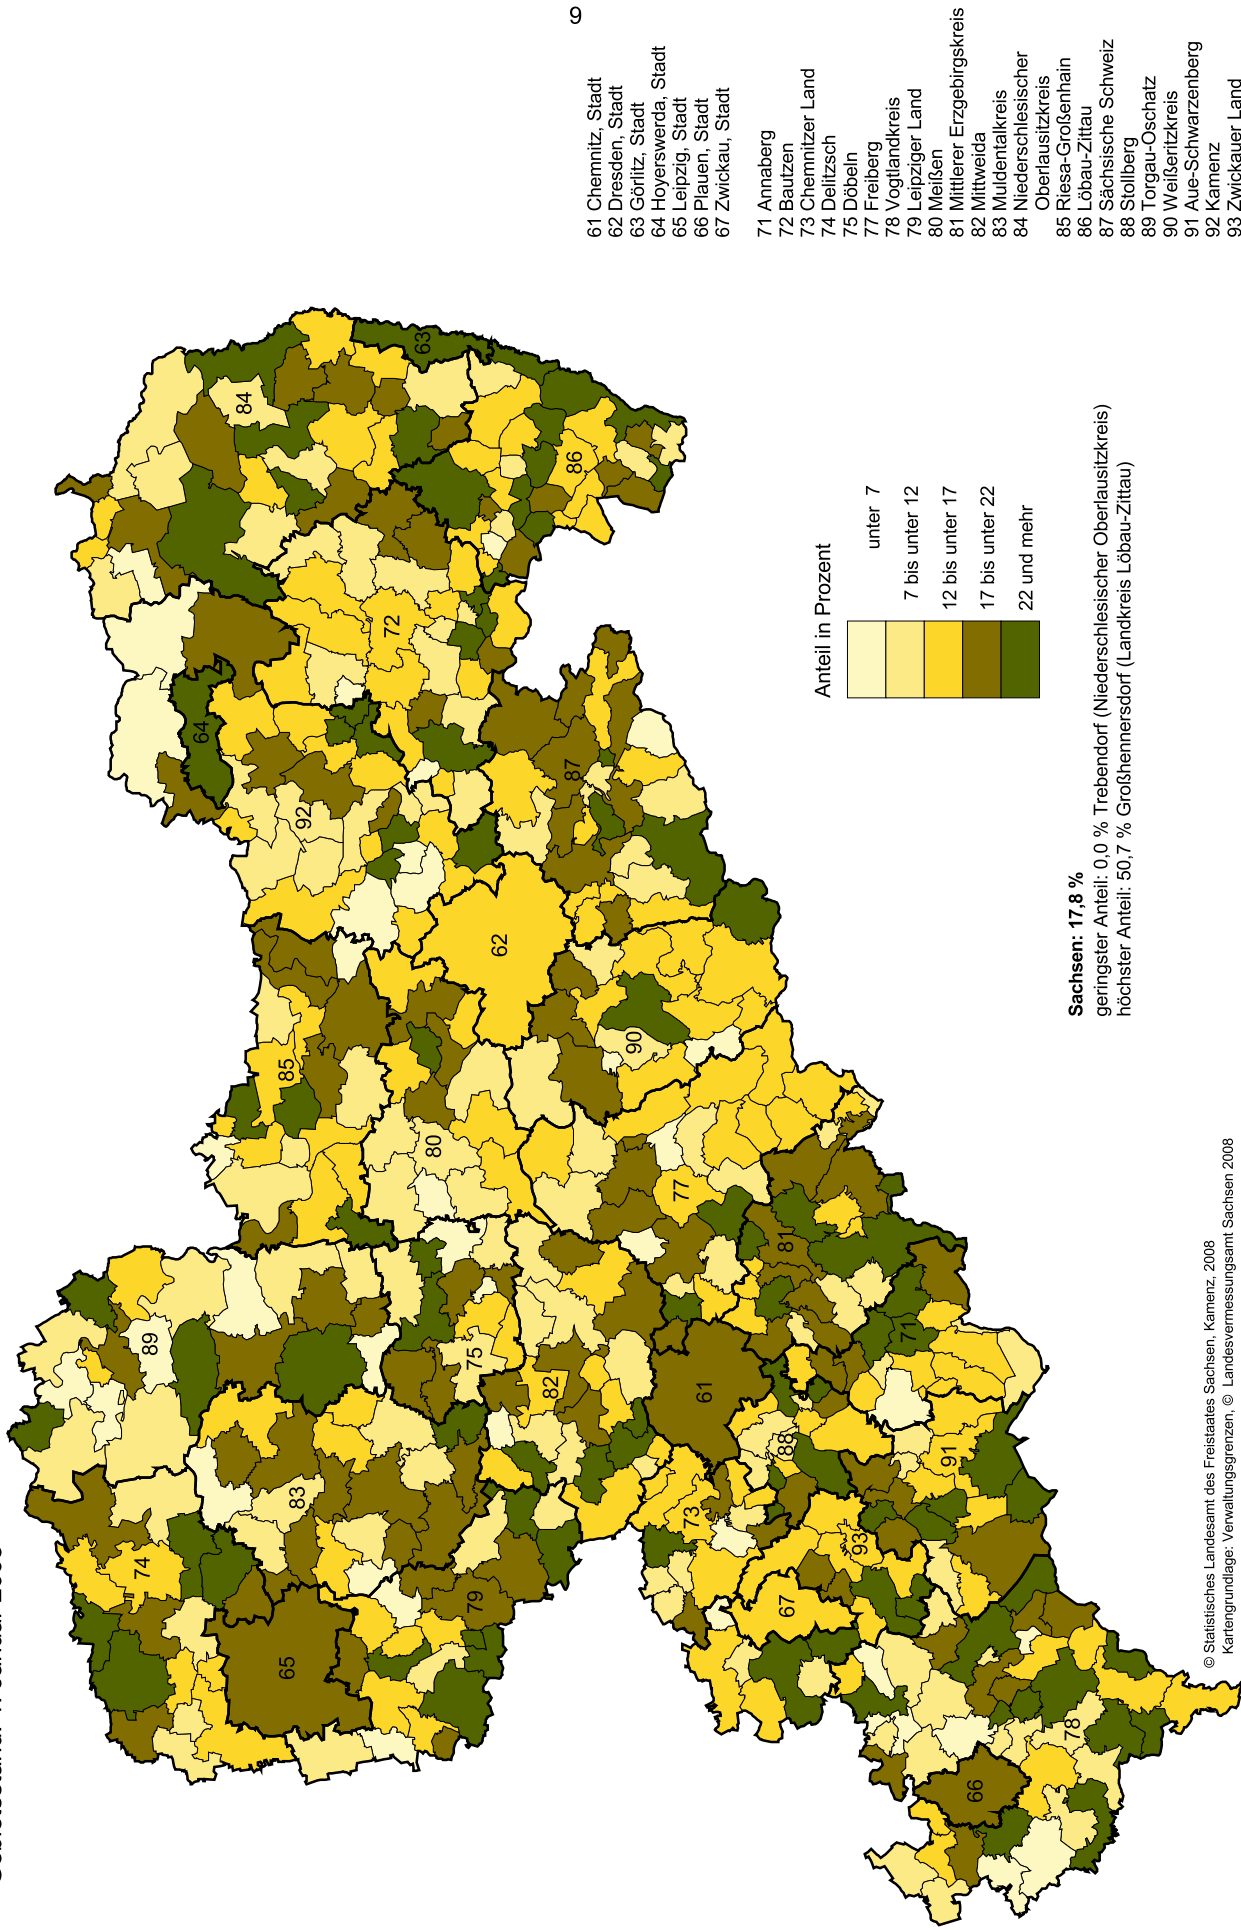 9
61 Chemnitz, Stadt
62 Dresden, Stadt
63 Görlitz, Stadt
64 Hoyerswerda, Stadt
65 Leipzig, Stadt
66 Plauen, Stadt
67 Zwickau, Stadt
71 Annaberg
72 Bautzen
73 Chemnitzer Land
74 Delitzsch
75 Döbeln
77 Freiberg
78 Vogtlandkreis
79 Leipziger Land
80 Meißen
81 Mittlerer Erzgebirgskreis
82 Mittweida
83 Muldentalkreis
84 Niederschlesischer
Oberlausitzkreis
85 Riesa-Großenhain
86 Löbau-Zittau
87 Sächsische Schweiz
88 Stollberg
89 Torgau-Oschatz
90 Weißeritzkreis
91 Aue-Schwarzenberg
92 Kamenz
93 Zwickauer Land
74
89
65
83
79
75
82
85
80
64
92
62
84
63
72
86
87
90
77
61
81
71
73
88
91
93
67
66
78
Anteil in Prozent
unter 7
7 bis unter 12
12 bis unter 17
17 bis unter 22
22 und mehr
Sachsen: 17,8 %
geringster Anteil: 0,0 % Trebendorf (Niederschlesischer Oberlausitzkreis)
höchster Anteil: 50,7 % Großhennersdorf (Landkreis Löbau-Zittau)
© Statistisches Landesamt des Freistaates Sachsen, Kamenz, 2008
Kartengrundlage: Verwaltungsgrenzen, © Landesvermessungsamt Sachsen 2008